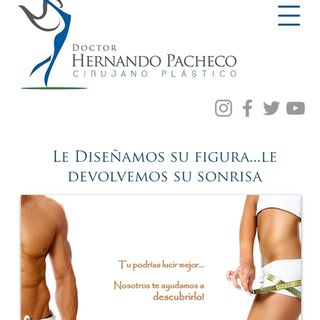 Doctor
Hernando Pacheco
CIRUJANO PLÁSTICO
Le Diseñamos su figura...le
devolvemos su sonrisa
Tu podrías lucir mejor...
Nosotros te ayudamos a
descubrirlo!